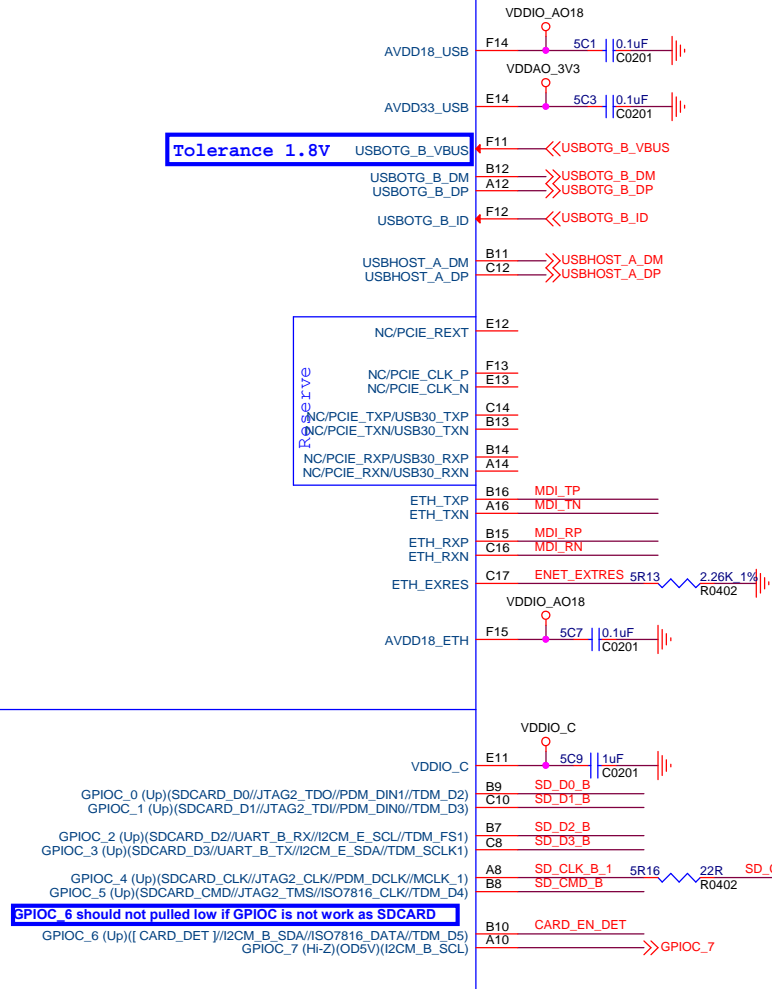 VDDIO_AO18
AVDD18_USB F14 5C1 0.1uF
C0201
VDDAO_3V3
AVDD33_USB E14 5C3 0.1uF
C0201
Tolerance 1.8V USBOTG_B_VBUS F11 USBOTG_B_VBUS
USBOTG_B_DM B12 USBOTG_B_DM
USBOTG_B_DP A12 USBOTG_B_DP
USBOTG_B_ID F12 USBOTG_B_ID
USBHOST_A_DM B11 USBHOST_A_DM
USBHOST_A_DP C12 USBHOST_A_DP
Reserve
NC/PCIE_REXT E12
NC/PCIE_CLK_P F13
NC/PCIE_CLK_N E13
NC/PCIE_TXP/USB30_TXP C14
NC/PCIE_TXN/USB30_TXN B13
NC/PCIE_RXP/USB30_RXP B14
NC/PCIE_RXN/USB30_RXN A14
ETH_TXP B16 MDI_TP
ETH_TXN A16 MDI_TN
ETH_RXP B15 MDI_RP
ETH_RXN C16 MDI_RN
ETH_EXRES C17 ENET_EXTRES 5R13 2.26K_1%
R0402
VDDIO_AO18
AVDD18_ETH F15 5C7 0.1uF
C0201
VDDIO_C
VDDIO_C E11 5C9 1uF
C0201
GPIOC_0 (Up)(SDCARD_D0//JTAG2_TDO//PDM_DIN1//TDM_D2) B9 SD_D0_B
GPIOC_1 (Up)(SDCARD_D1//JTAG2_TDI//PDM_DIN0//TDM_D3) C10 SD_D1_B
GPIOC_2 (Up)(SDCARD_D2//UART_B_RX//I2CM_E_SCL//TDM_FS1) B7 SD_D2_B
GPIOC_3 (Up)(SDCARD_D3//UART_B_TX//I2CM_E_SDA//TDM_SCLK1) C8 SD_D3_B
GPIOC_4 (Up)(SDCARD_CLK//JTAG2_CLK//PDM_DCLK//MCLK_1) A8 SD_CLK_B_1 5R16 22R
R0402
GPIOC_5 (Up)(SDCARD_CMD//JTAG2_TMS//ISO7816_CLK//TDM_D4) B8 SD_CMD_B
GPIOC_6 should not pulled low if GPIOC is not work as SDCARD
GPIOC_6 (Up)([ CARD_DET ]//I2CM_B_SDA//ISO7816_DATA//TDM_D5) B10 CARD_EN_DET
GPIOC_7 (Hi-Z)(OD5V)(I2CM_B_SCL) A10 GPIOC_7